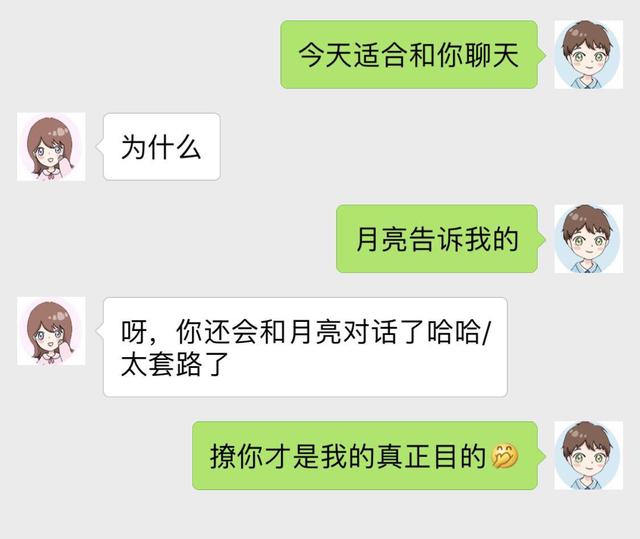 今天适合和你聊天
为什么
月亮告诉我的
呀，你还会和月亮对话了哈哈/
太套路了
撩你才是我的真正目的🤭